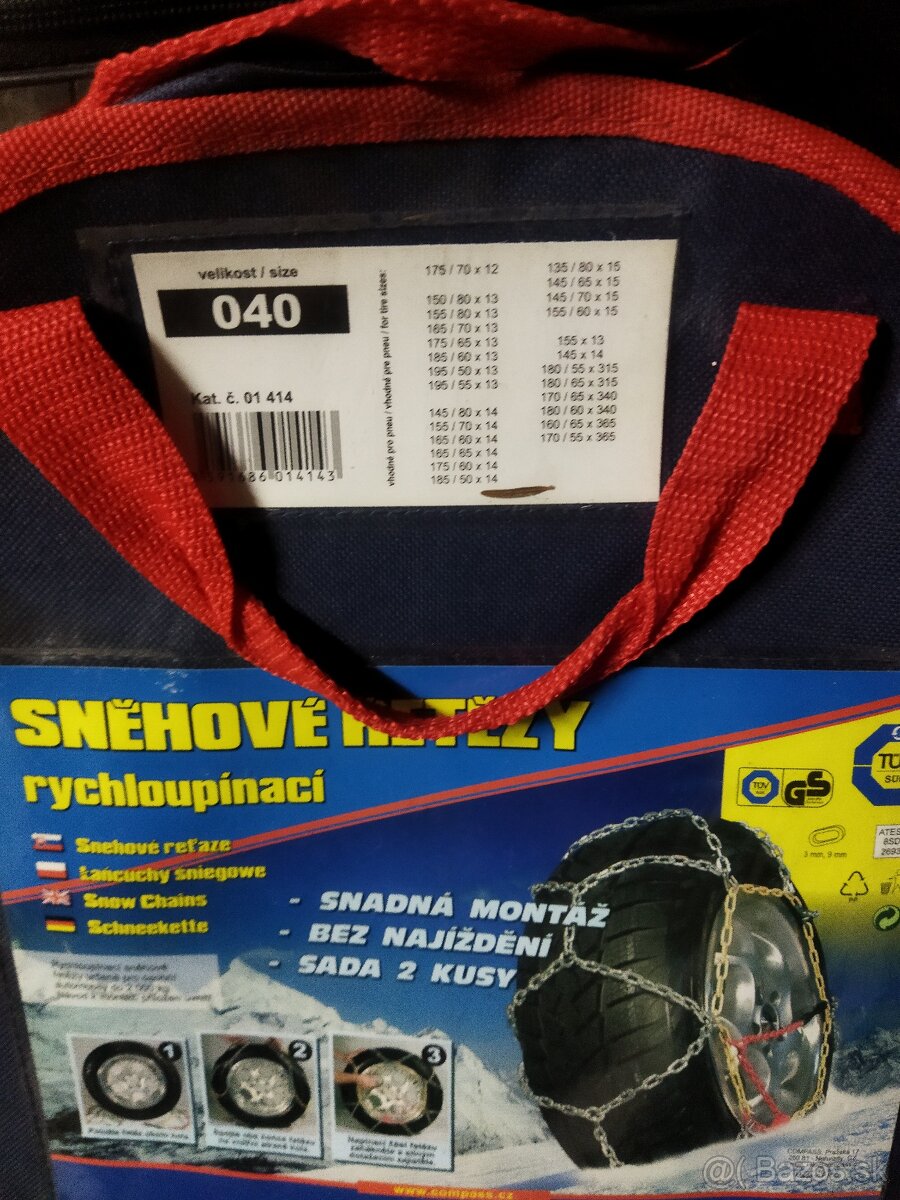 velikost / size
040
Kat. č. 01 414
014143
vhodné pro pneu / vhodné pre pneu / for tire sizes:
175 / 70 x 12
150 / 80 x 13
155 / 80 x 13
165 / 70 x 13
175 / 65 x 13
185 / 60 x 13
195 / 50 x 13
195 / 55 x 13
145 / 80 x 14
155 / 70 x 14
165 / 60 x 14
165 / 65 x 14
175 / 60 x 14
185 / 50 x 14
135 / 80 x 15
145 / 65 x 15
145 / 70 x 15
155 / 60 x 15
155 x 13
145 x 14
180 / 55 x 315
180 / 65 x 315
170 / 65 x 340
180 / 60 x 340
160 / 65 x 365
170 / 55 x 365
SNĚHOVÉ ŘETĚZY
rychloupínací
Snehové reťaze
Łańcuchy śniegowe
Snow Chains
Schneekette
- SNADNÁ MONTÁŽ
- BEZ NAJÍŽDĚNÍ
- SADA 2 KUSY
TÜV
GS
3 mm, 9 mm
1
2
3
www.compass.cz
@( Bazos.sk